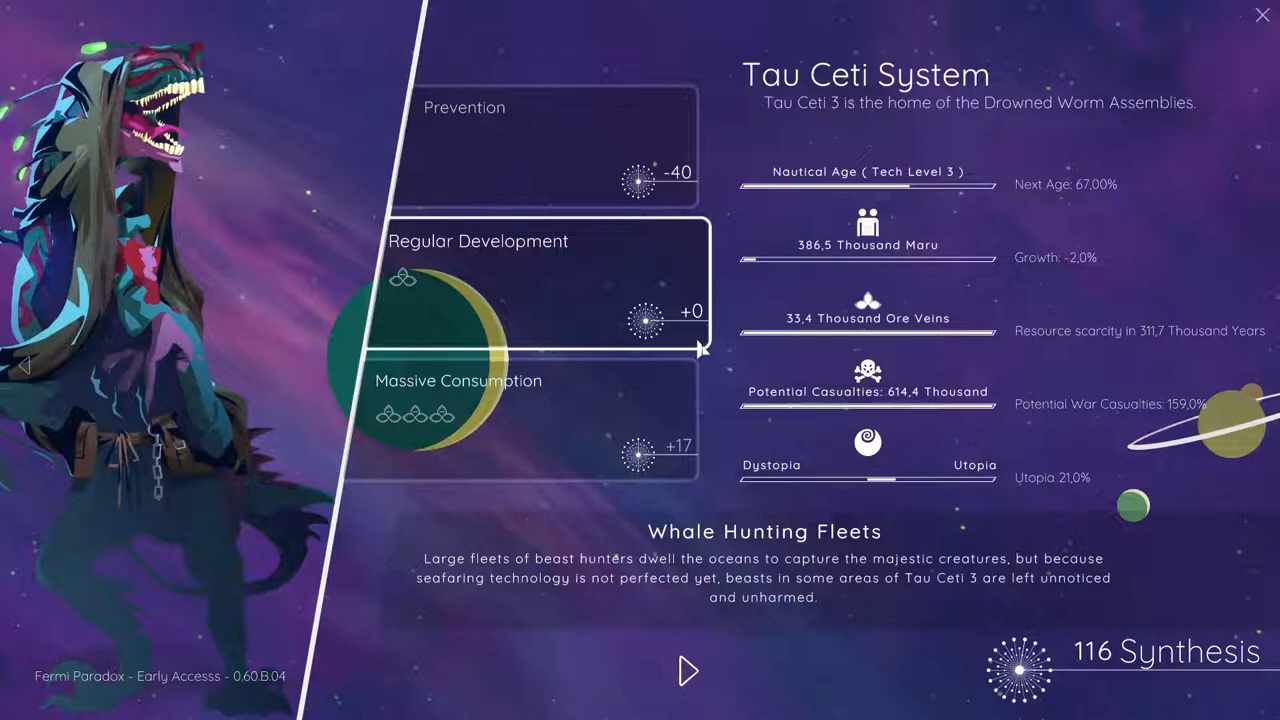 Tau Ceti System
Tau Ceti 3 is the home of the Drowned Worm Assemblies.
Prevention
-40
Regular Development
+0
Massive Consumption
+17
Nautical Age ( Tech Level 3 )
Next Age: 67,00%
386,5 Thousand Maru
Growth: -2,0%
33,4 Thousand Ore Veins
Resource scarcity in 311,7 Thousand Years
Potential Casualties: 614,4 Thousand
Potential War Casualties: 159,0%
Dystopia Utopia
Utopia 21,0%
Whale Hunting Fleets
Large fleets of beast hunters dwell the oceans to capture the majestic creatures, but because
seafaring technology is not perfected yet, beasts in some areas of Tau Ceti 3 are left unnoticed
and unharmed.
Fermi Paradox - Early Accesss - 0.60.B.04
116 Synthesis